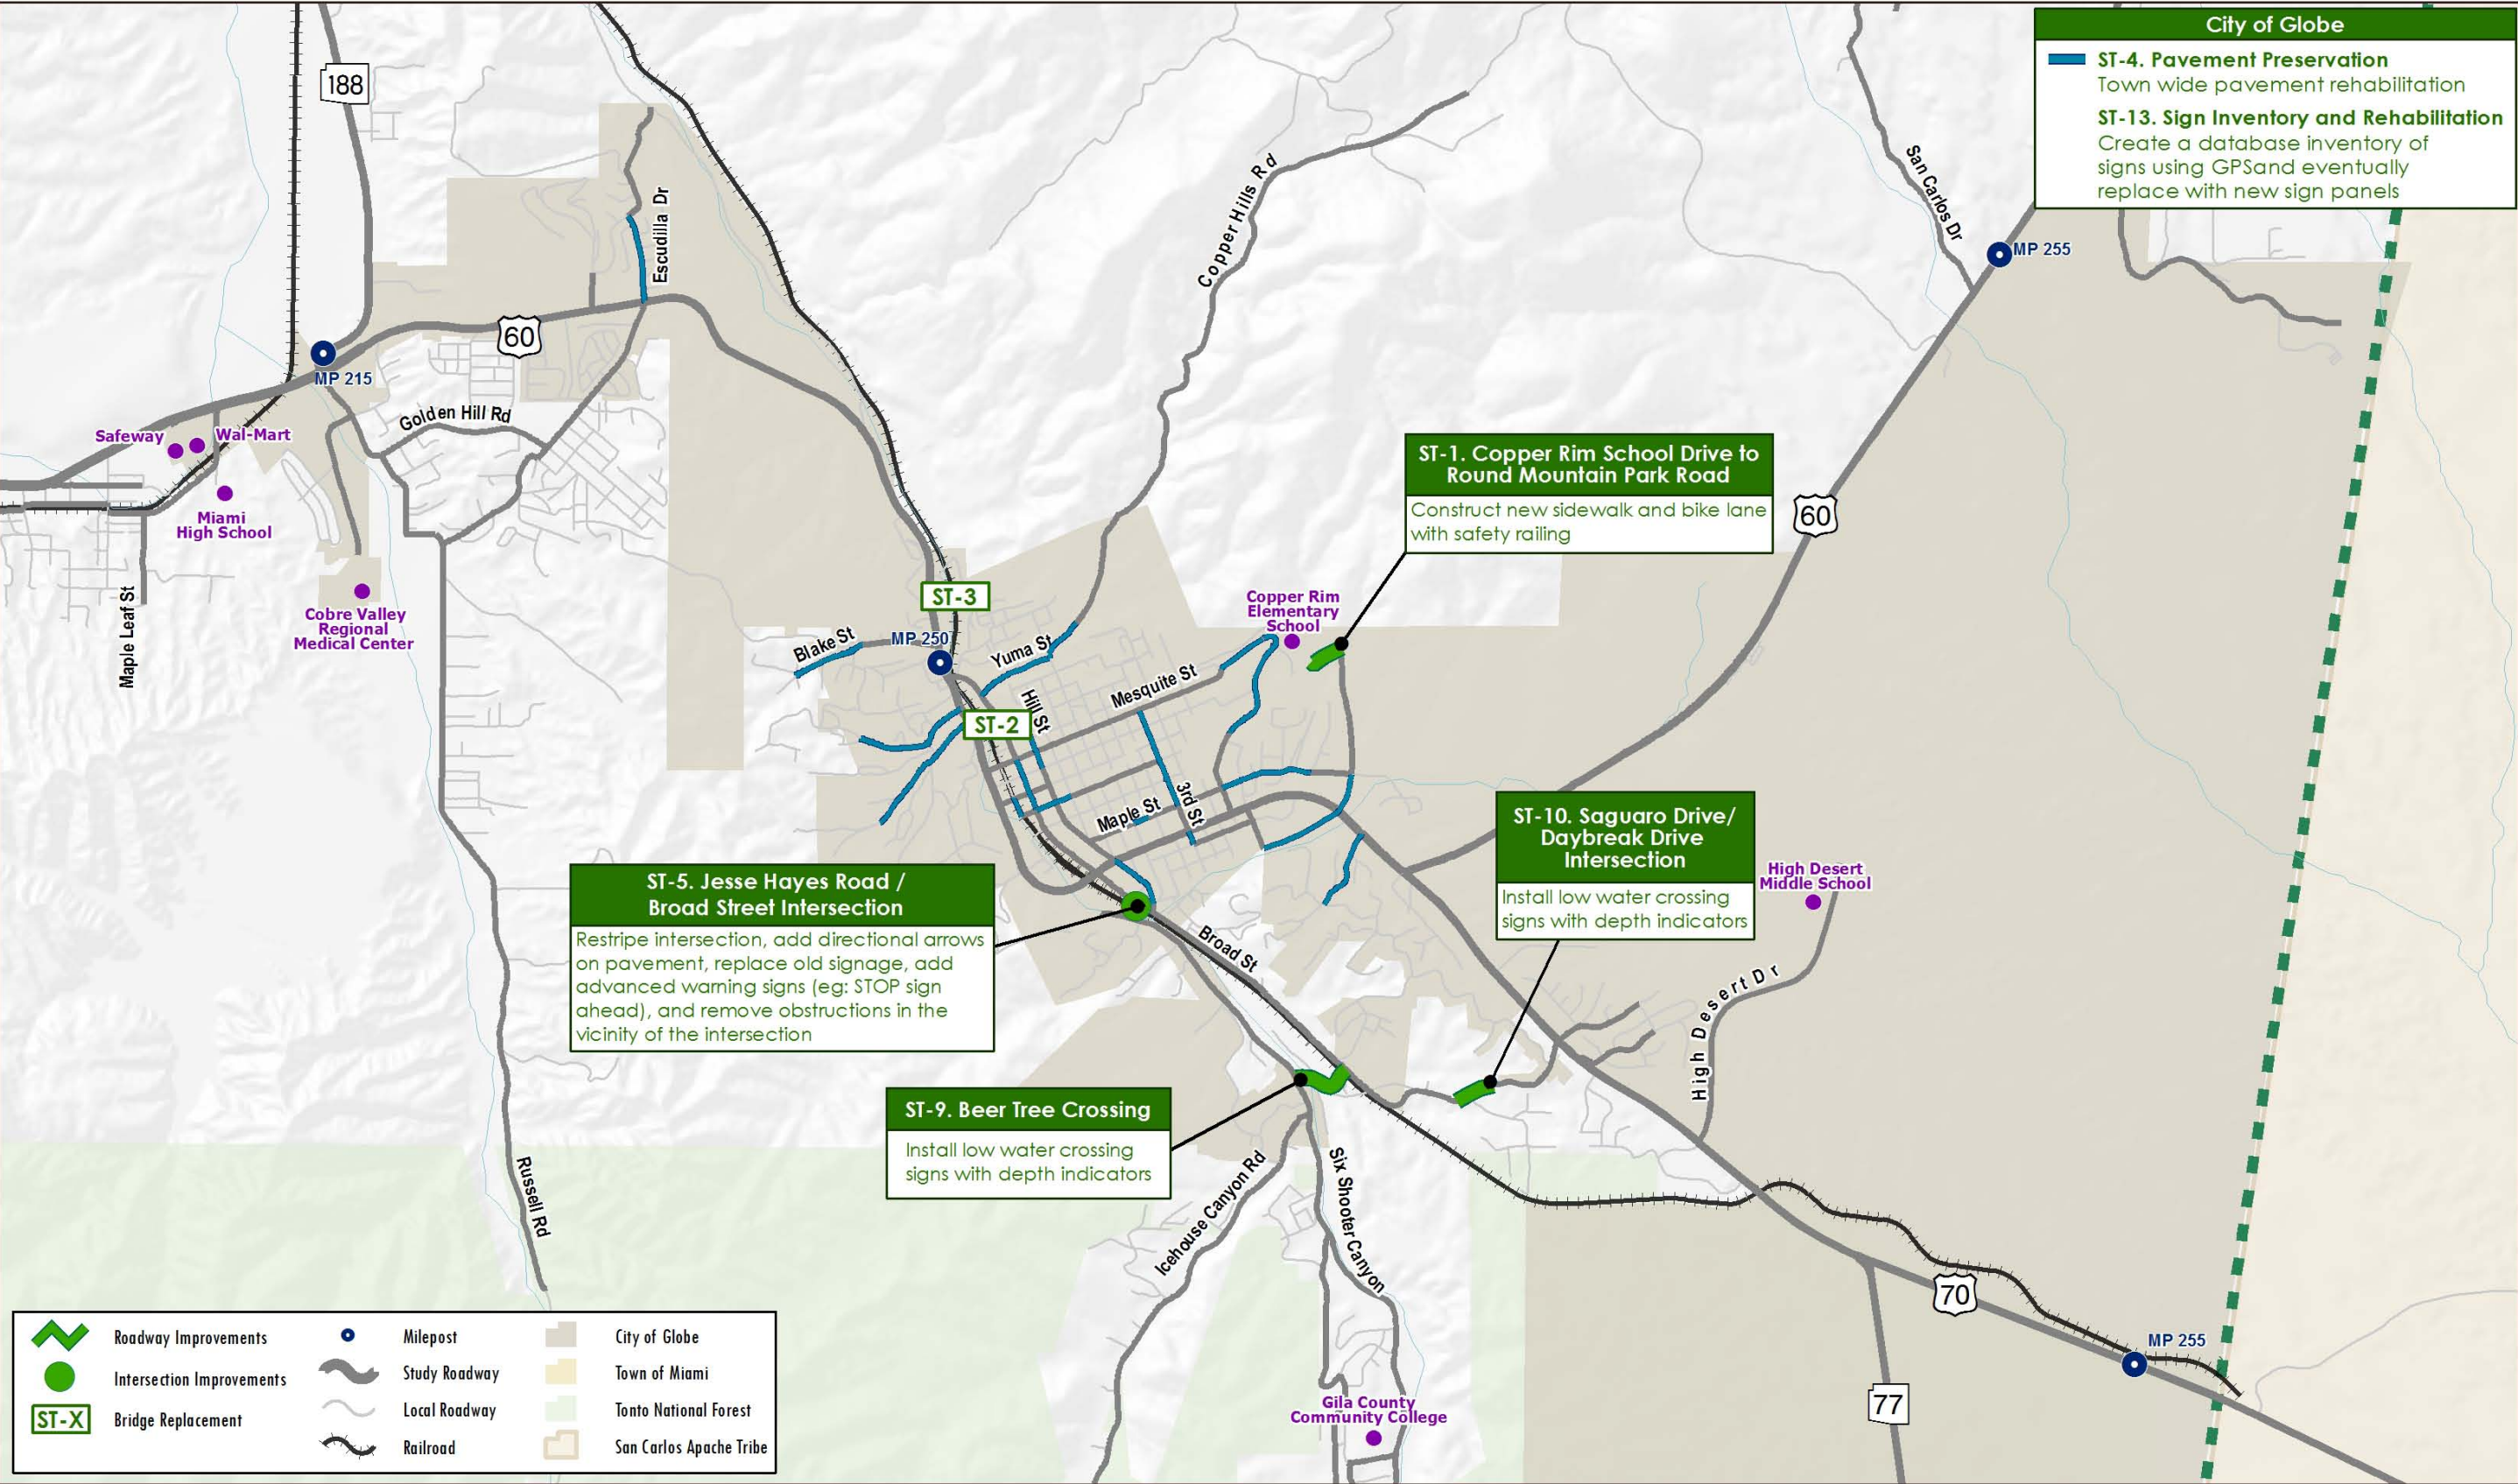 City of Globe
ST-4. Pavement Preservation
Town wide pavement rehabilitation
ST-13. Sign Inventory and Rehabilitation
Create a database inventory of
signs using GPSand eventually
replace with new sign panels
188
Escudilla Dr
Copper Hills Rd
San Carlos Dr
MP 255
60
MP 215
Golden Hill Rd
Safeway
Wal-Mart
Miami
High School
Maple Leaf St
Cobre Valley
Regional
Medical Center
ST-1. Copper Rim School Drive to
Round Mountain Park Road
Construct new sidewalk and bike lane
with safety railing
60
ST-3
Blake St
MP 250
Yuma St
Copper Rim
Elementary
School
Mesquite St
Hill St
ST-2
Maple St
3rd St
ST-10. Saguaro Drive/
Daybreak Drive
Intersection
Install low water crossing
signs with depth indicators
High Desert
Middle School
ST-5. Jesse Hayes Road /
Broad Street Intersection
Restripe intersection, add directional arrows
on pavement, replace old signage, add
advanced warning signs (eg: STOP sign
ahead), and remove obstructions in the
vicinity of the intersection
Broad St
High Desert Dr
ST-9. Beer Tree Crossing
Install low water crossing
signs with depth indicators
Russell Rd
Icehouse Canyon Rd
Six Shooter Canyon
70
MP 255
77
Gila County
Community College
Roadway Improvements
Intersection Improvements
ST-X
Bridge Replacement
Milepost
Study Roadway
Local Roadway
Railroad
City of Globe
Town of Miami
Tonto National Forest
San Carlos Apache Tribe